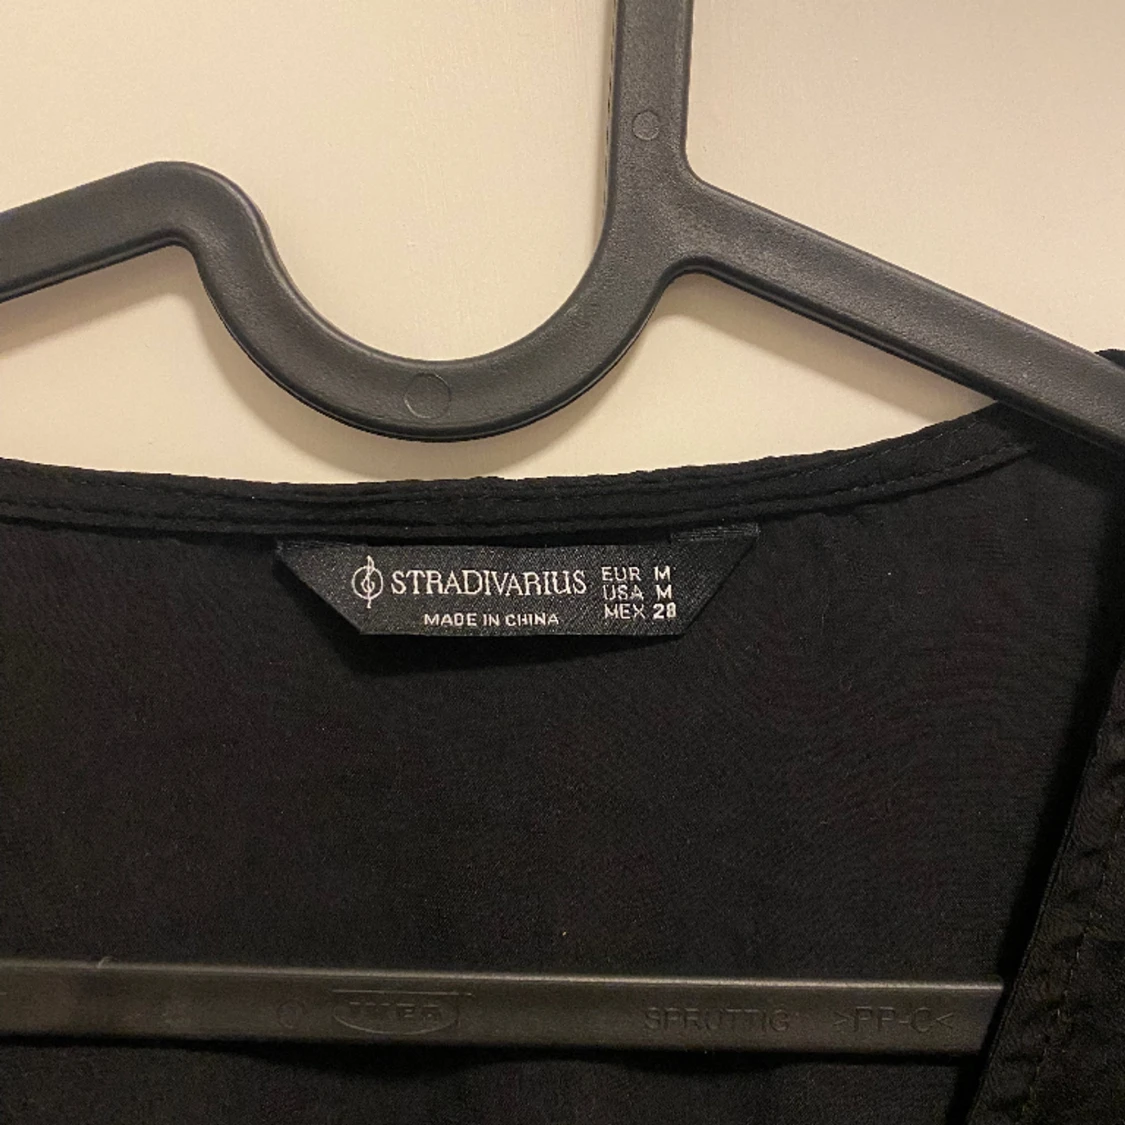 STRADIVARIUS
MADE IN CHINA
EUR M
USA M
MEX 28
IKEA
SPRUTTIG >PP-C<